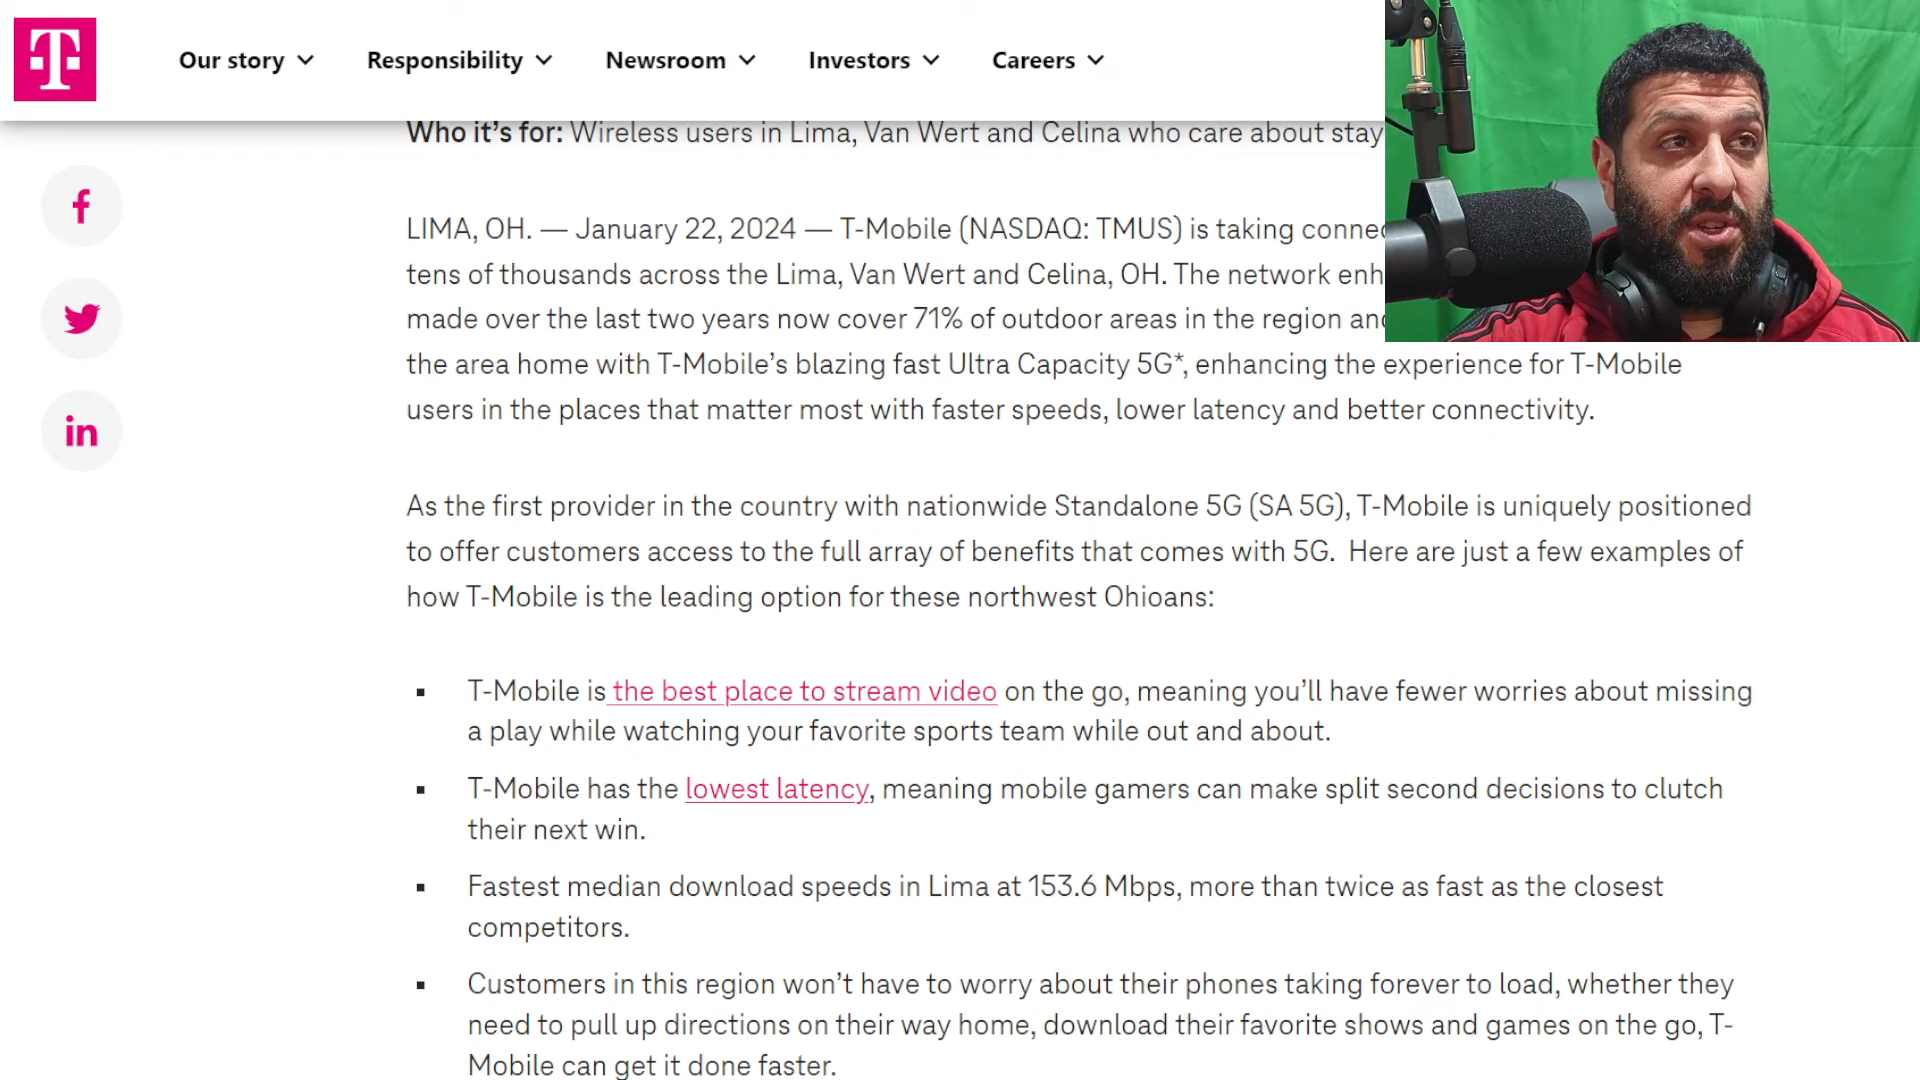 T
Our story
Responsibility
Newsroom
Investors
Careers
Who it's for: Wireless users in Lima, Van Wert and Celina who care about stay
LIMA, OH. — January 22, 2024 — T-Mobile (NASDAQ: TMUS) is taking
tens of thousands across the Lima, Van Wert and Celina, OH. The network
made over the last two years now cover 71% of outdoor areas in the region
the area home with T-Mobile's blazing fast Ultra Capacity 5G*, enhancing the experience for T-Mobile
users in the places that matter most with faster speeds, lower latency and better connectivity.
As the first provider in the country with nationwide Standalone 5G (SA 5G), T-Mobile is uniquely positioned
to offer customers access to the full array of benefits that comes with 5G. Here are just a few examples of
how T-Mobile is the leading option for these northwest Ohioans:
▪ T-Mobile is the best place to stream video on the go, meaning you'll have fewer worries about missing
a play while watching your favorite sports team while out and about.
▪ T-Mobile has the lowest latency, meaning mobile gamers can make split second decisions to clutch
their next win.
▪ Fastest median download speeds in Lima at 153.6 Mbps, more than twice as fast as the closest
competitors.
▪ Customers in this region won't have to worry about their phones taking forever to load, whether they
need to pull up directions on their way home, download their favorite shows and games on the go, T-
Mobile can get it done faster.
f
in